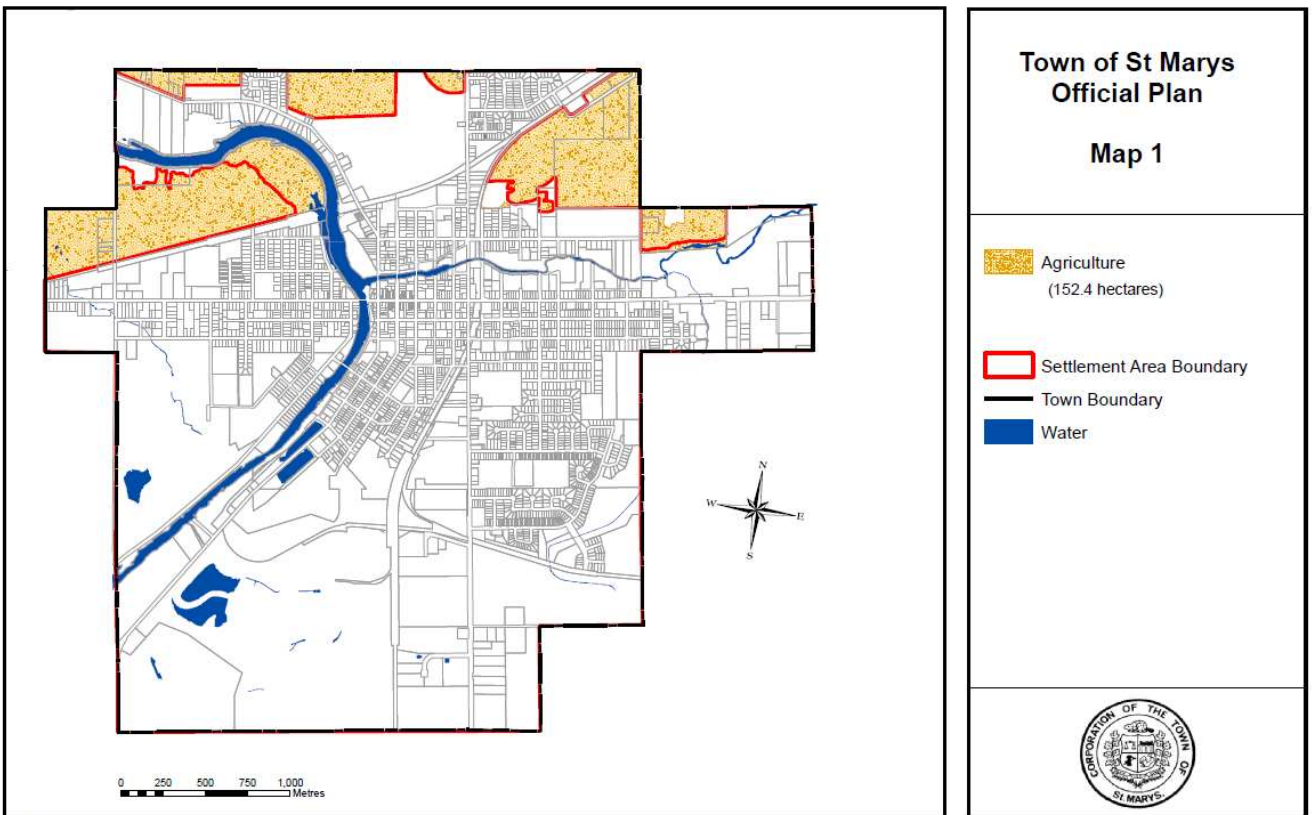 Town of St Marys
Official Plan
Map 1
Agriculture
(152.4 hectares)
Settlement Area Boundary
Town Boundary
Water
N
W
E
S
0 250 500 750 1,000
Metres
CORPORATION OF THE TOWN OF
St. MARYS.